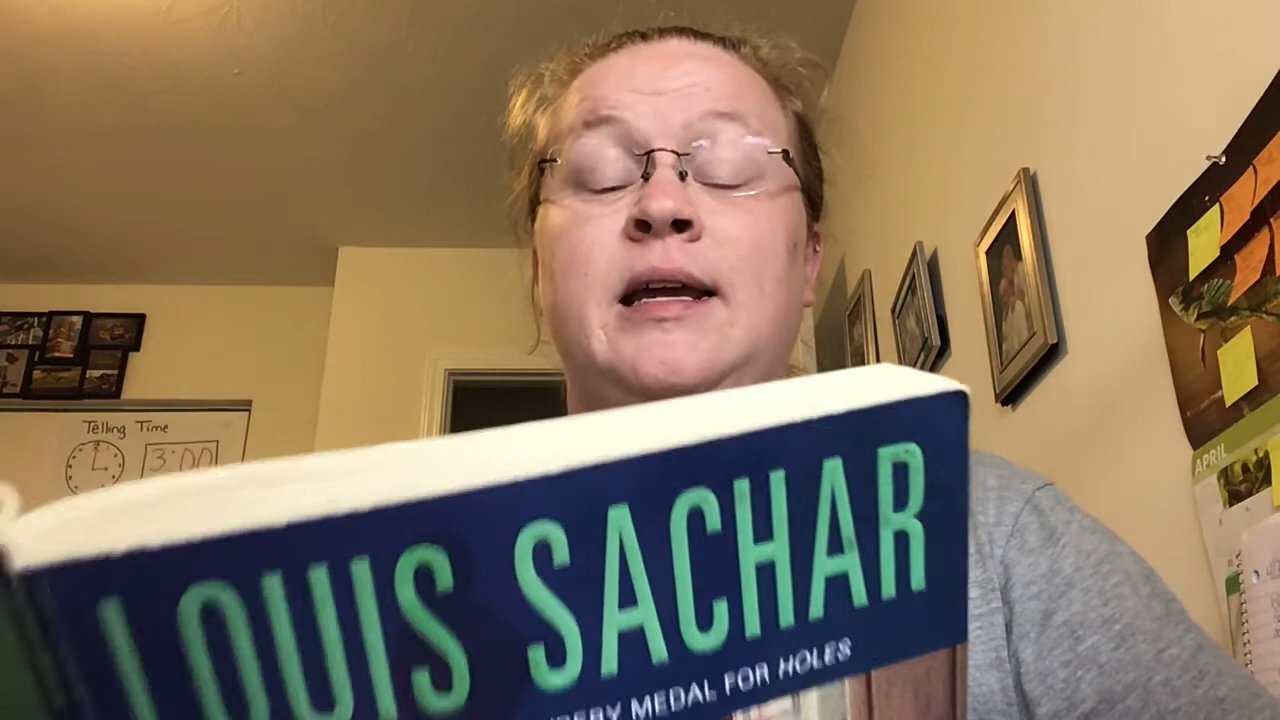 Telling Time
3:00
APRIL
LOUIS SACHAR
MEDAL FOR HOLES